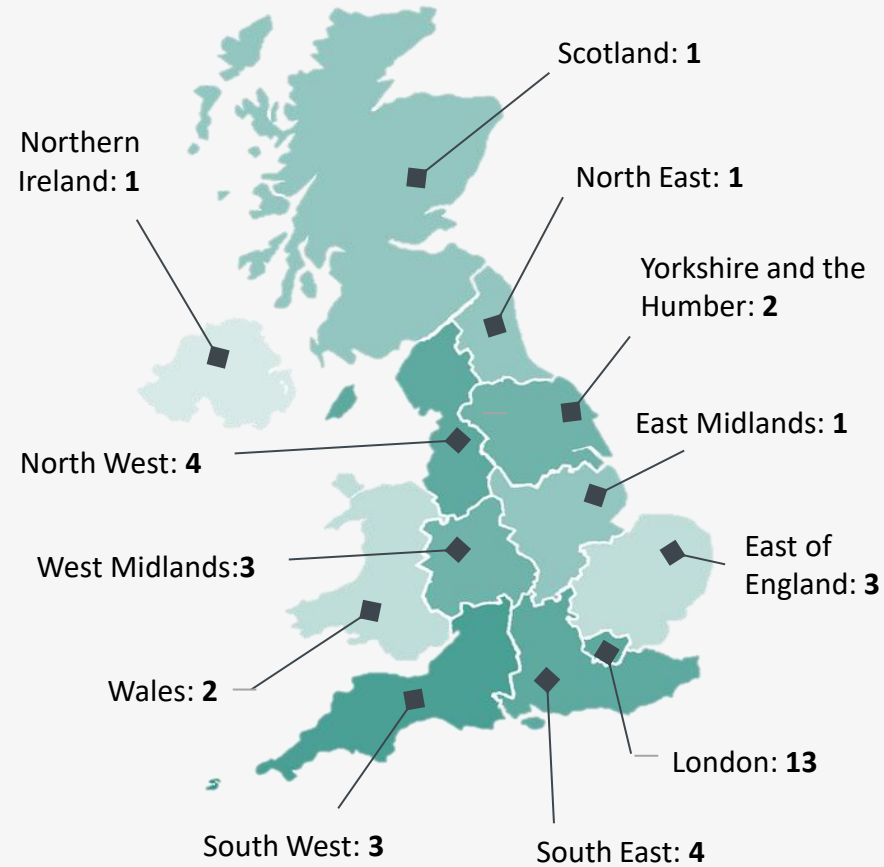 Scotland: 1
Northern
Ireland: 1
North East: 1
Yorkshire and the
Humber: 2
East Midlands: 1
North West: 4
East of
England: 3
West Midlands:3
Wales: 2
London: 13
South West: 3
South East: 4